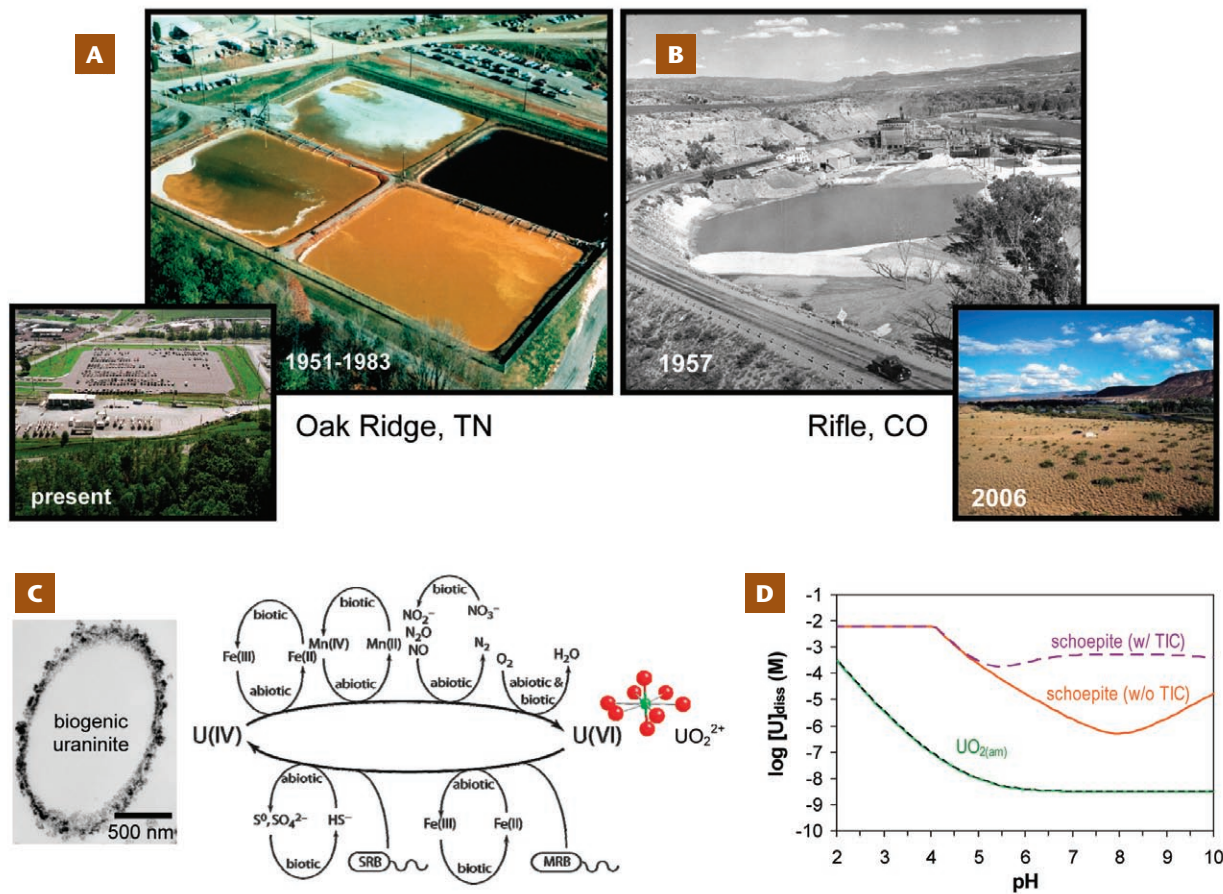 A
B
1951-1983
1957
Oak Ridge, TN
Rifle, CO
present
2006
C
biogenic
uraninite
500 nm
biotic
Fe(III)
Fe(II)
abiotic
biotic
Mn(IV)
Mn(II)
abiotic
biotic
NO₂⁻
N₂O
NO
NO₃⁻
N₂
abiotic
O₂
H₂O
abiotic &
biotic
U(IV)
U(VI)
UO₂²⁺
abiotic
S⁰, SO₄²⁻
HS⁻
biotic
SRB
abiotic
Fe(III)
Fe(II)
biotic
MRB
D
log [U]diss (M)
-1
-2
-3
-4
-5
-6
-7
-8
-9
-10
schoepite (w/ TIC)
schoepite (w/o TIC)
UO₂(am)
2 3 4 5 6 7 8 9 10
pH